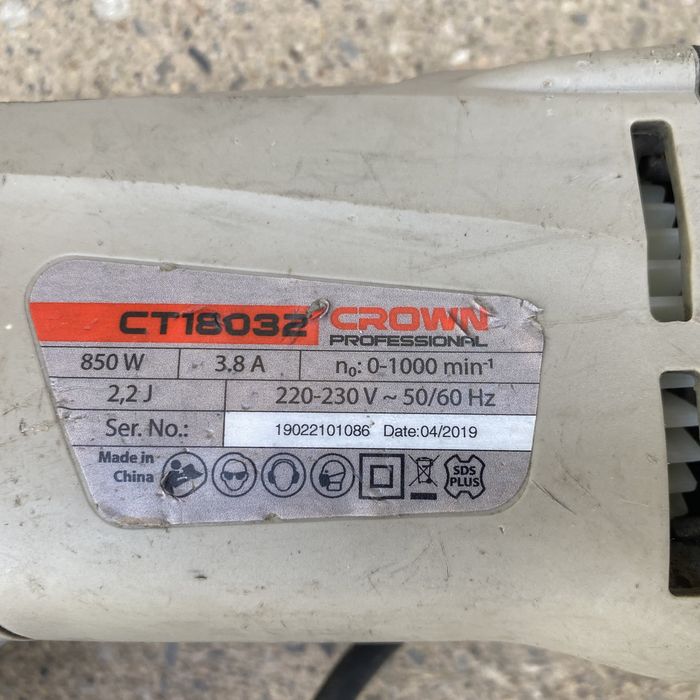 CT18032 CROWN
PROFESSIONAL
850 W 3.8 A n₀: 0-1000 min⁻¹
2,2 J 220-230 V ~ 50/60 Hz
Ser. No.: 19022101086 Date:04/2019
Made in
China
SDS
PLUS